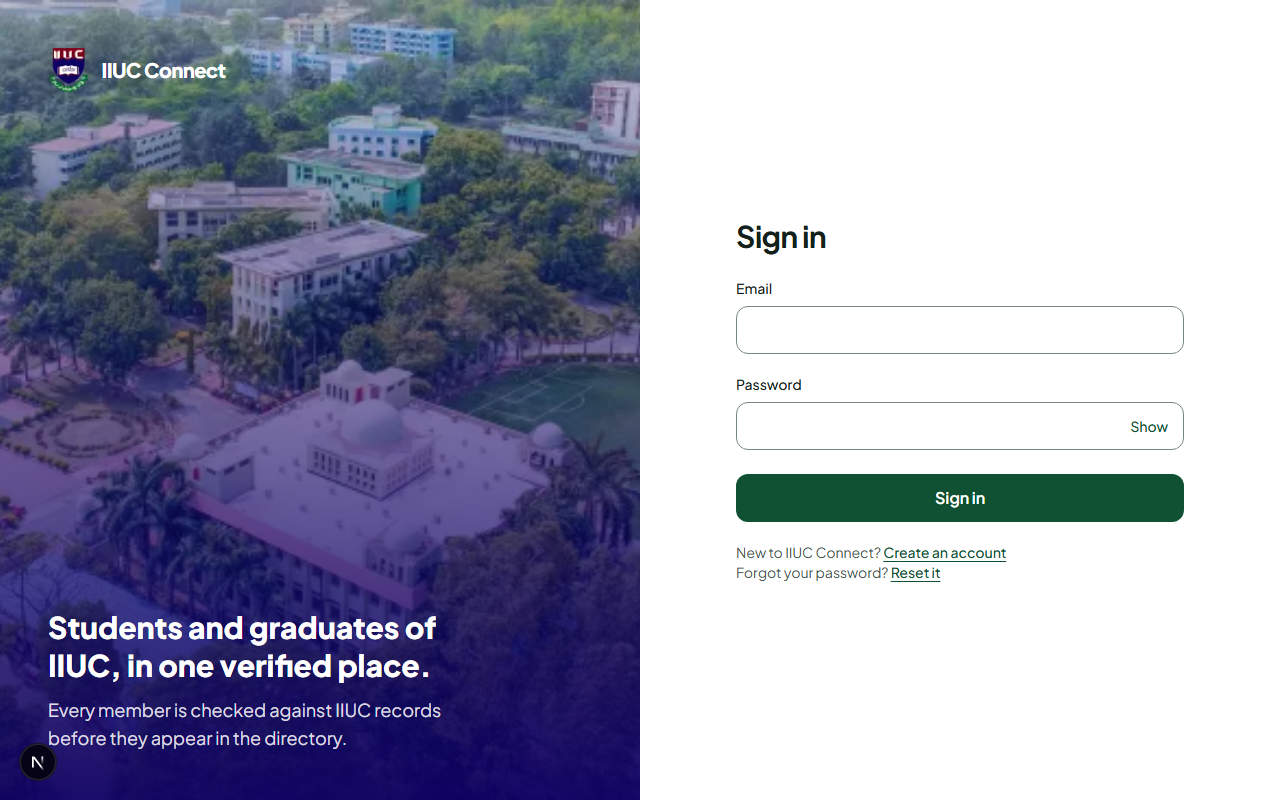 IIUC
IIUC Connect
Students and graduates of
IIUC, in one verified place.
Every member is checked against IIUC records
before they appear in the directory.
N
Sign in
Email
Password
Show
Sign in
New to IIUC Connect? Create an account
Forgot your password? Reset it